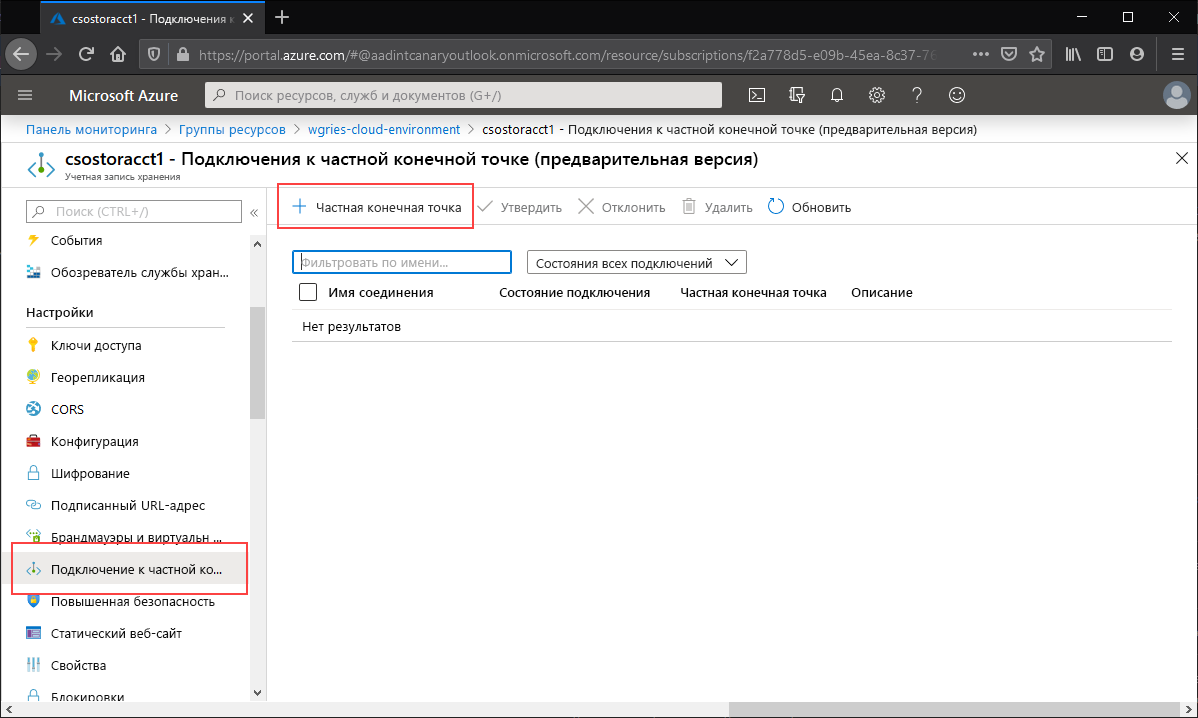 csostoracct1 - Подключения к
https://portal.azure.com/#@aadintcanaryoutlook.onmicrosoft.com/resource/subscriptions/f2a778d5-e09b-45ea-8c37-76
Microsoft Azure
Поиск ресурсов, служб и документов (G+/)
Панель мониторинга > Группы ресурсов > wgries-cloud-environment > csostoracct1 - Подключения к частной конечной точке (предварительная версия)
csostoracct1 - Подключения к частной конечной точке (предварительная версия)
Учетная запись хранения
Поиск (CTRL+/)
«
События
Обозреватель службы хран...
Настройки
Ключи доступа
Георепликация
CORS
Конфигурация
Шифрование
Подписанный URL-адрес
Брандмауэры и виртуальн ...
Подключение к частной ко...
Повышенная безопасность
Статический веб-сайт
Свойства
Блокировки
Частная конечная точка Утвердить Отклонить Удалить Обновить
Фильтровать по имени... Состояния всех подключений
Имя соединения Состояние подключения Частная конечная точка Описание
Нет результатов